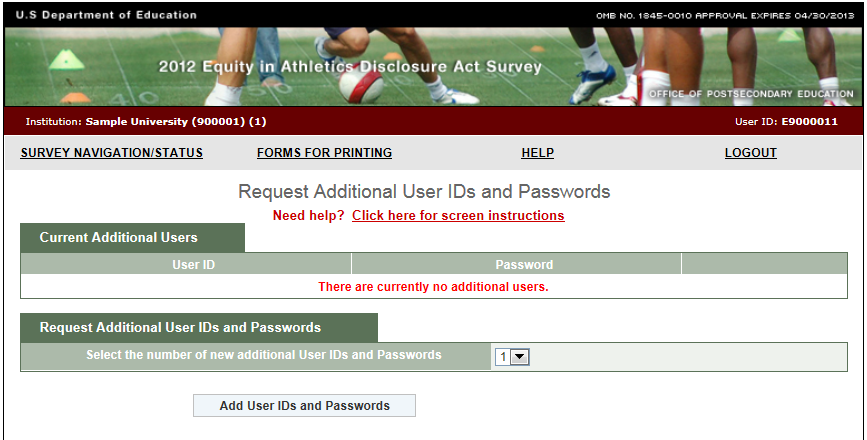 U.S Department of Education
OMB NO. 1845-0010 APPROVAL EXPIRES 04/30/2013
2012 Equity in Athletics Disclosure Act Survey
OFFICE OF POSTSECONDARY EDUCATION
Institution: Sample University (900001) (1)
User ID: E9000011
SURVEY NAVIGATION/STATUS
FORMS FOR PRINTING
HELP
LOGOUT
Request Additional User IDs and Passwords
Need help? Click here for screen instructions
Current Additional Users
User ID
Password
There are currently no additional users.
Request Additional User IDs and Passwords
Select the number of new additional User IDs and Passwords
1
Add User IDs and Passwords